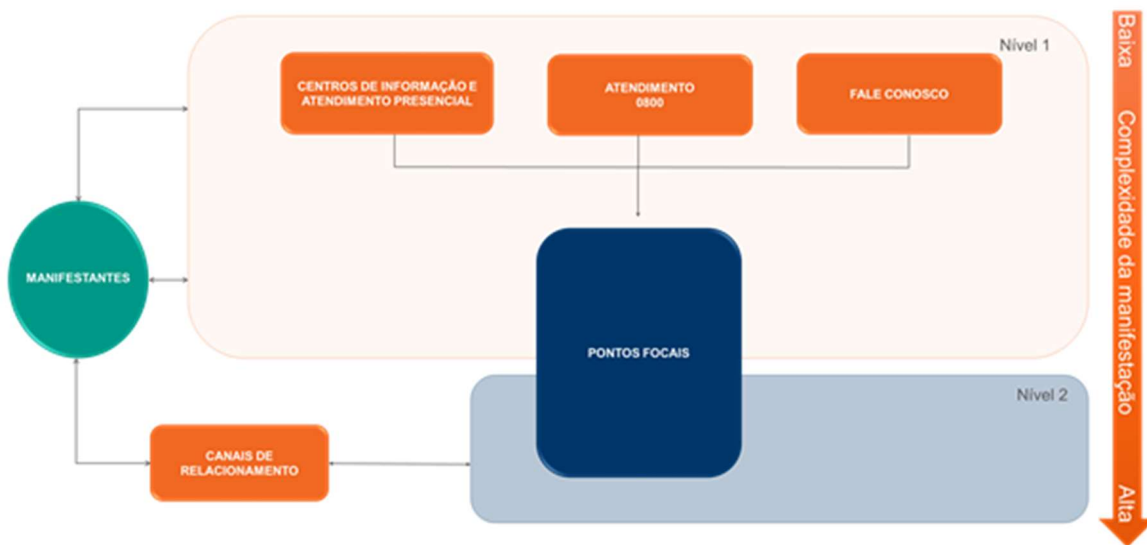 Nível 1
CENTROS DE INFORMAÇÃO E
ATENDIMENTO PRESENCIAL
ATENDIMENTO
0800
FALE CONOSCO
MANIFESTANTES
PONTOS FOCAIS
Nível 2
CANAIS DE
RELACIONAMENTO
Baixa
Complexidade da manifestação
Alta